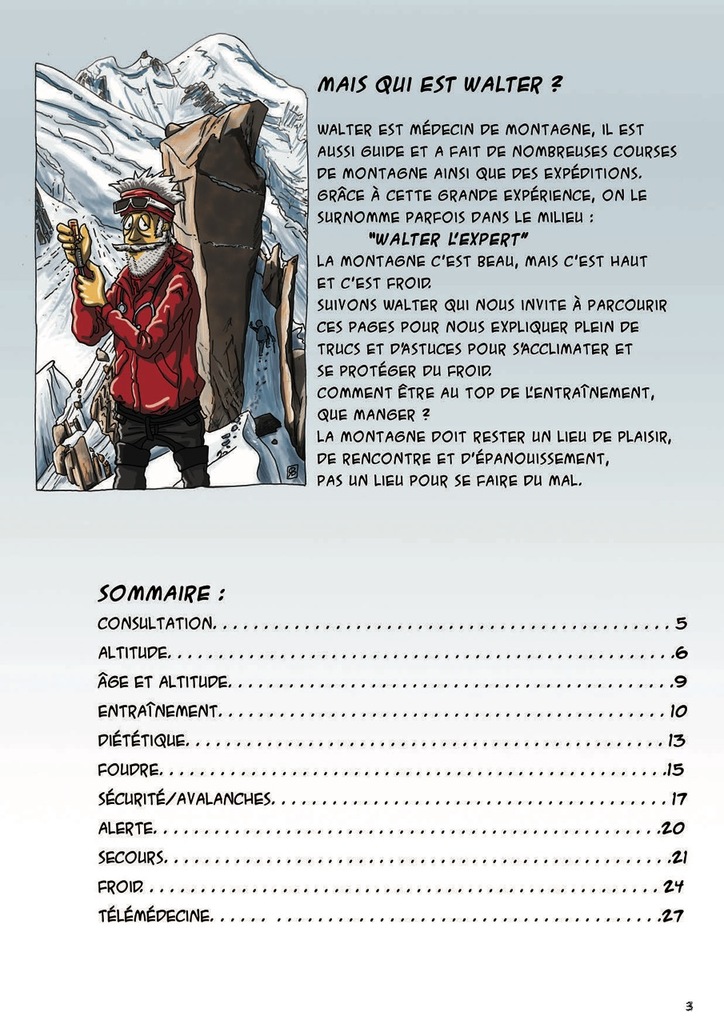 MAIS QUI EST WALTER ?
WALTER EST MÉDECIN DE MONTAGNE, IL EST
AUSSI GUIDE ET A FAIT DE NOMBREUSES COURSES
DE MONTAGNE AINSI QUE DES EXPÉDITIONS.
GRÂCE À CETTE GRANDE EXPÉRIENCE, ON LE
SURNOMME PARFOIS DANS LE MILIEU :
"WALTER L'EXPERT"
LA MONTAGNE C'EST BEAU, MAIS C'EST HAUT
ET C'EST FROID.
SUIVONS WALTER QUI NOUS INVITE À PARCOURIR
CES PAGES POUR NOUS EXPLIQUER PLEIN DE
TRUCS ET D'ASTUCES POUR S'ACCLIMATER ET
SE PROTÉGER DU FROID.
COMMENT ÊTRE AU TOP DE L'ENTRAÎNEMENT,
QUE MANGER ?
LA MONTAGNE DOIT RESTER UN LIEU DE PLAISIR,
DE RENCONTRE ET D'ÉPANOUISSEMENT,
PAS UN LIEU POUR SE FAIRE DU MAL.
SOMMAIRE :
CONSULTATION. . . . . . . . . . . . . . . . . . . . . . . . . . . . . . . . . . . . . 5
ALTITUDE. . . . . . . . . . . . . . . . . . . . . . . . . . . . . . . . . . . . . . . . .6
ÂGE ET ALTITUDE. . . . . . . . . . . . . . . . . . . . . . . . . . . . . . . . . . . .9
ENTRAÎNEMENT. . . . . . . . . . . . . . . . . . . . . . . . . . . . . . . . . . . . 10
DIÉTÉTIQUE. . . . . . . . . . . . . . . . . . . . . . . . . . . . . . . . . . . . . . 13
FOUDRE. . . . . . . . . . . . . . . . . . . . . . . . . . . . . . . . . . . . . . . . .15
SÉCURITÉ/AVALANCHES. . . . . . . . . . . . . . . . . . . . . . . . . . . . . . . 17
ALERTE. . . . . . . . . . . . . . . . . . . . . . . . . . . . . . . . . . . . . . . . .20
SECOURS. . . . . . . . . . . . . . . . . . . . . . . . . . . . . . . . . . . . . . . . .21
FROID. . . . . . . . . . . . . . . . . . . . . . . . . . . . . . . . . . . . . . . . . 24
TÉLÉMÉDECINE. . . . . . . . . . . . . . . . . . . . . . . . . . . . . . . . . . . .27
3